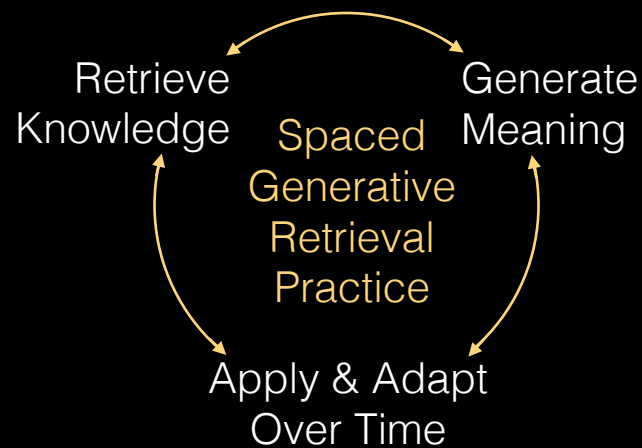 Retrieve
Knowledge
Generate
Meaning
Spaced
Generative
Retrieval
Practice
Apply & Adapt
Over Time